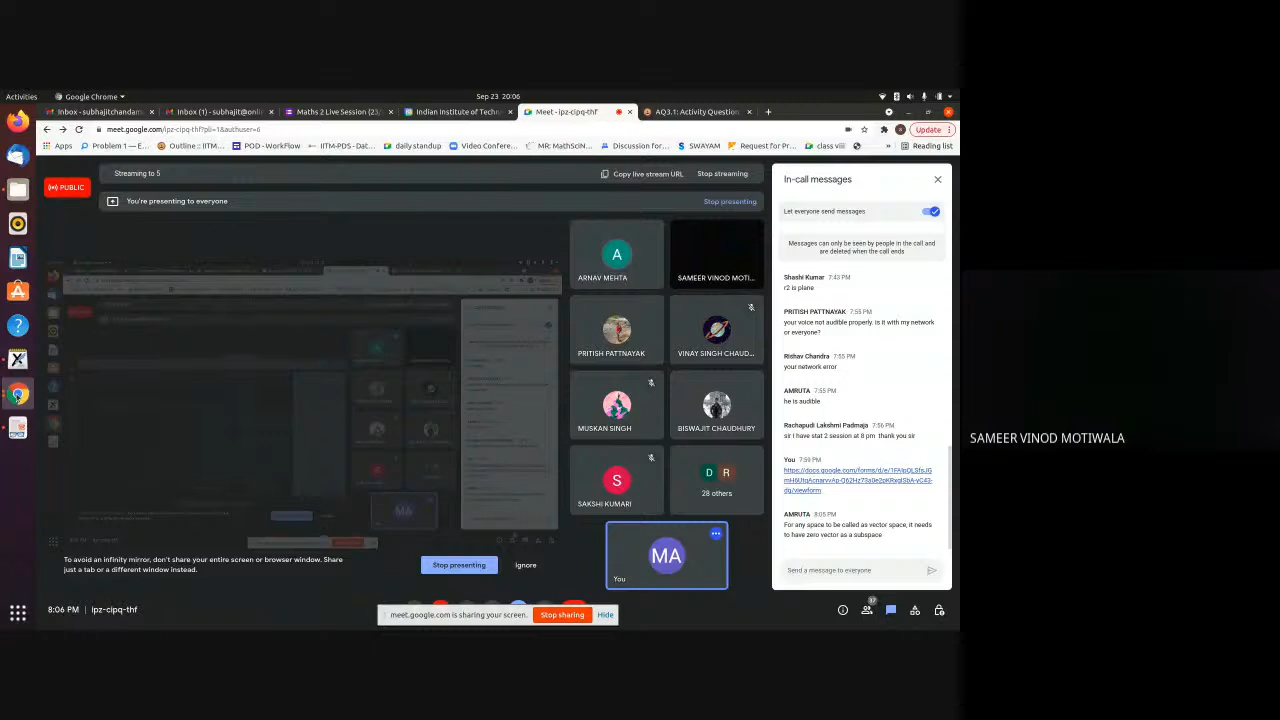 Activities
Google Chrome
Sep 23 20:06
Inbox - subhajitchandam
Inbox (1) - subhajit@onli
Maths 2 Live Session (23/
Indian Institute of Techn
Meet - ipz-cipq-thf
AQ3.1: Activity Question
meet.google.com/ipz-cipq-thf?pli=1&authuser=6
Update
Apps
Problem 1 — E...
Outline :: IITM...
POD - WorkFlow
IITM-PDS - Dat...
daily standup
Video Confere...
MR: MathSciN...
Discussion for...
SWAYAM
Request for Pr...
class viii
»
Reading list
PUBLIC
Streaming to 5
Copy live stream URL
Stop streaming
You're presenting to everyone
Stop presenting
A
ARNAV MEHTA
SAMEER VINOD MOTI...
PRITISH PATTNAYAK
VINAY SINGH CHAUD...
MUSKAN SINGH
BISWAJIT CHAUDHURY
S
SAKSHI KUMARI
D R
28 others
MA
You
To avoid an infinity mirror, don't share your entire screen or browser window. Share
just a tab or a different window instead.
Stop presenting
Ignore
8:06 PM | ipz-cipq-thf
meet.google.com is sharing your screen.
Stop sharing
Hide
In-call messages
Let everyone send messages
Messages can only be seen by people in the call and
are deleted when the call ends
Shashi Kumar 7:43 PM
r2 is plane
PRITISH PATTNAYAK 7:55 PM
your voice not audible properly. is it with my network
or everyone?
Rishav Chandra 7:55 PM
your network error
AMRUTA 7:55 PM
he is audible
Rachapudi Lakshmi Padmaja 7:56 PM
sir I have stat 2 session at 8 pm thank you sir
You 7:59 PM
dg/viewform
AMRUTA 8:05 PM
For any space to be called as vector space, it needs
to have zero vector as a subspace
Send a message to everyone
37
SAMEER VINOD MOTIWALA